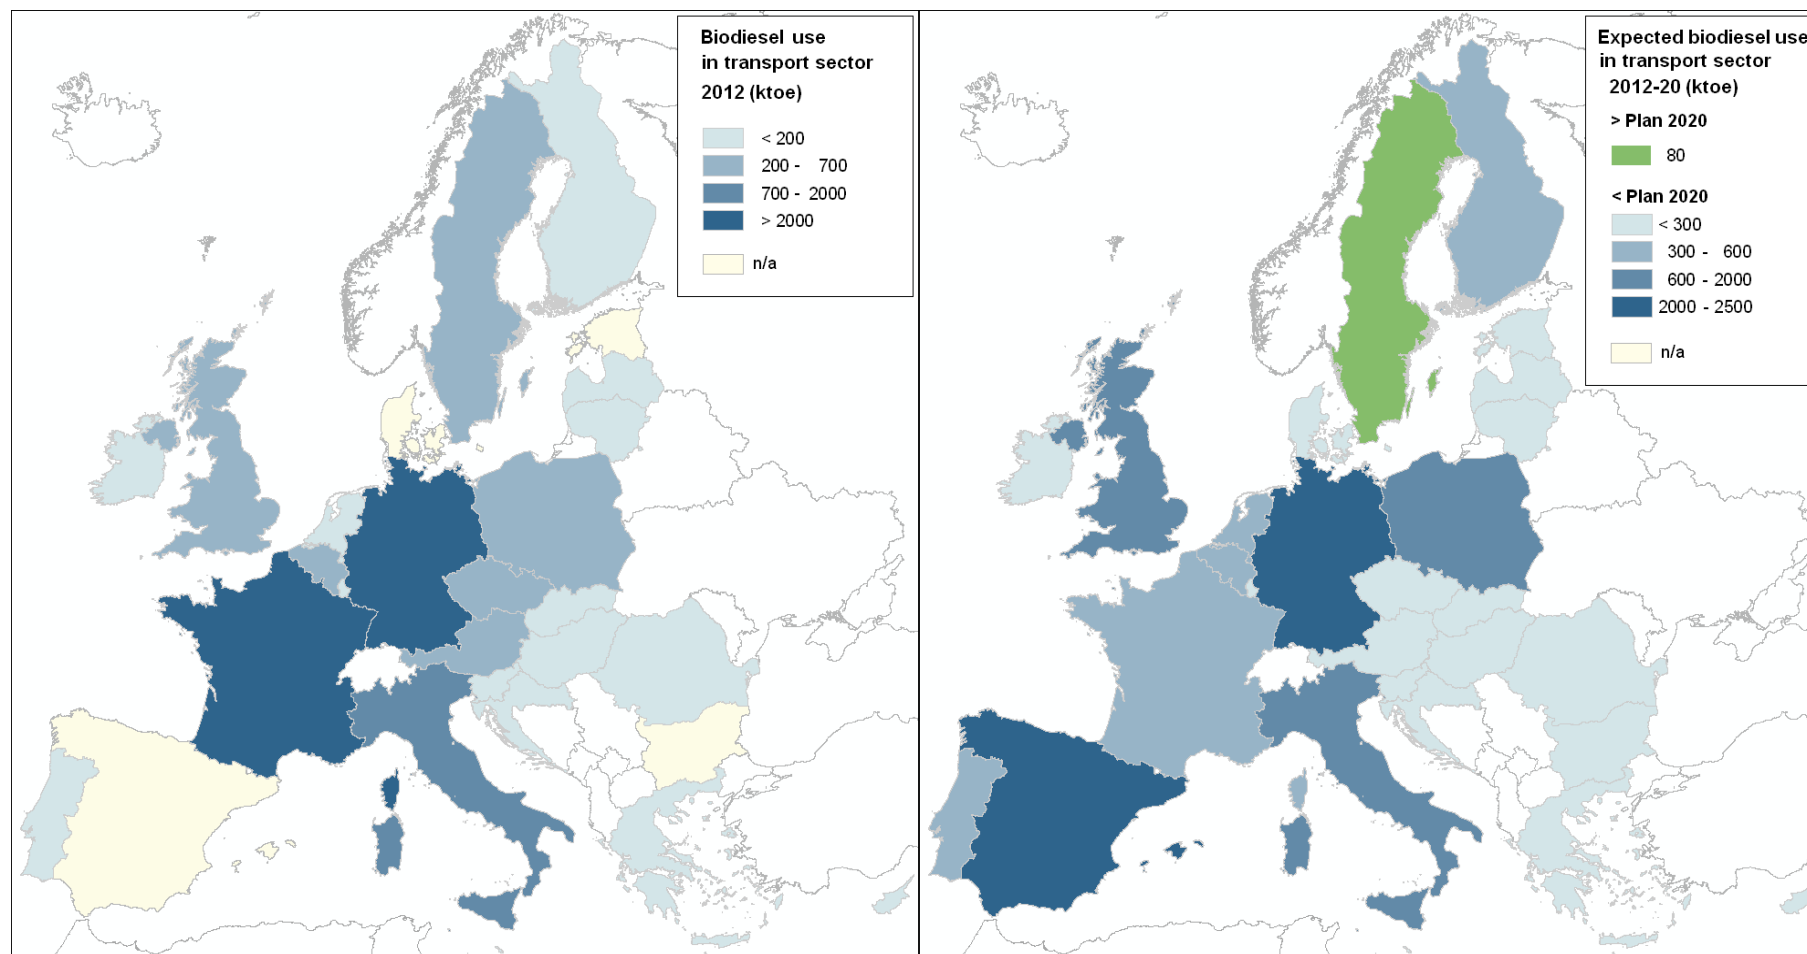 Biodiesel use
in transport sector
2012 (ktoe)
< 200
200 - 700
700 - 2000
> 2000
n/a
Expected biodiesel use
in transport sector
2012-20 (ktoe)
> Plan 2020
80
< Plan 2020
< 300
300 - 600
600 - 2000
2000 - 2500
n/a